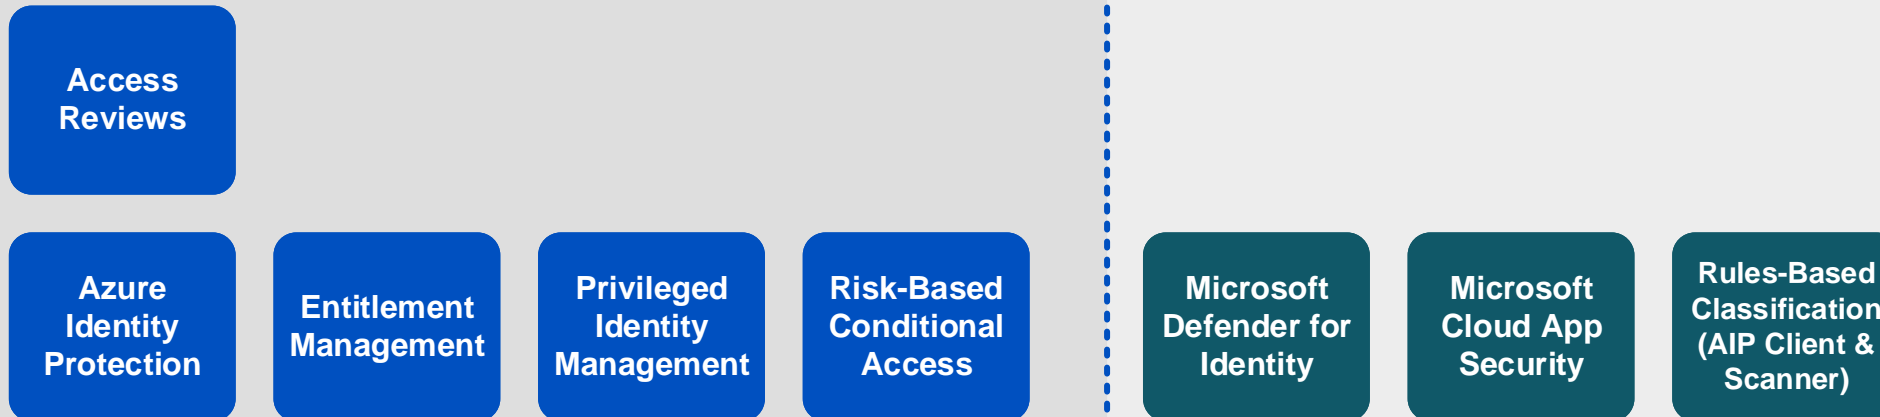 Access
Reviews
Azure
Identity
Protection
Entitlement
Management
Privileged
Identity
Management
Risk-Based
Conditional
Access
Microsoft
Defender for
Identity
Microsoft
Cloud App
Security
Rules-Based
Classification
(AIP Client &
Scanner)